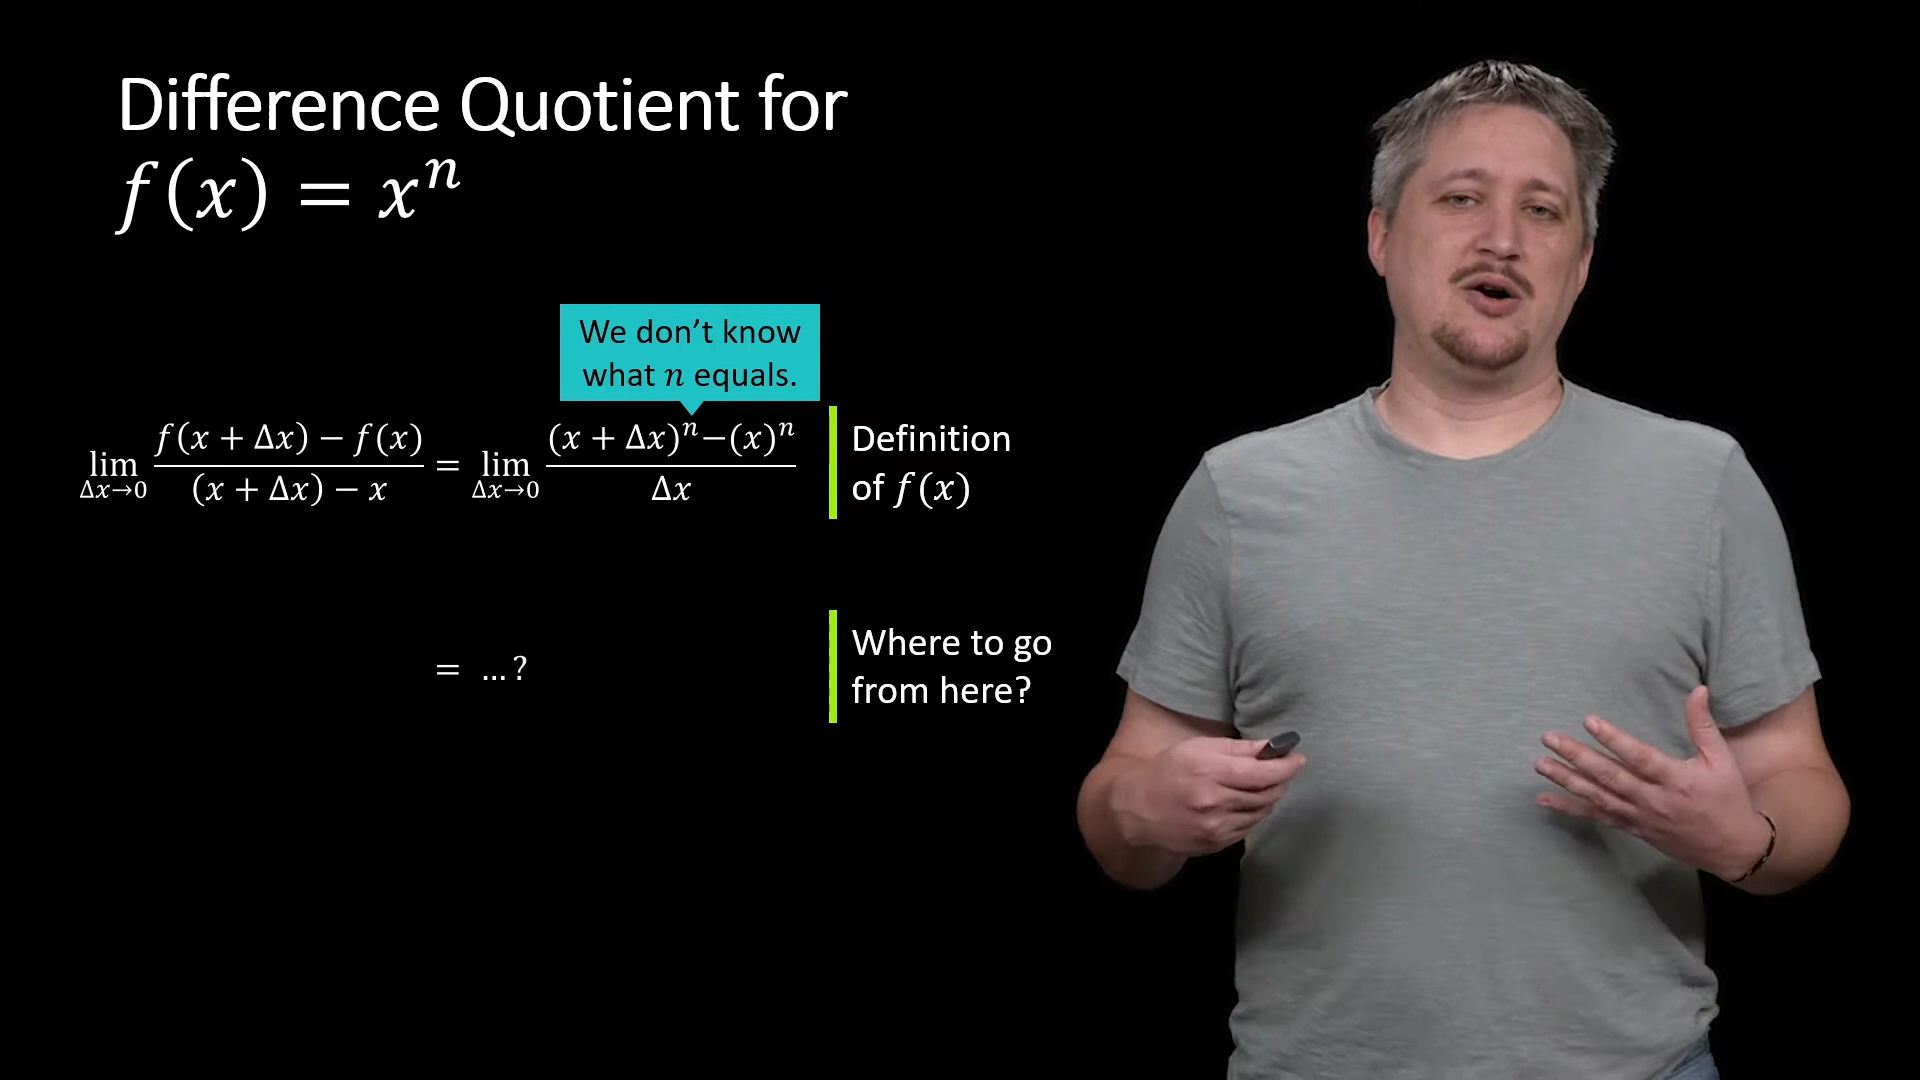 Difference Quotient for
f(x) = xⁿ
We don't know
what n equals.
lim_{Δx→0} (f(x + Δx) − f(x)) / ((x + Δx) − x) = lim_{Δx→0} ((x + Δx)ⁿ−(x)ⁿ) / Δx
Definition
of f(x)
= …?
Where to go
from here?